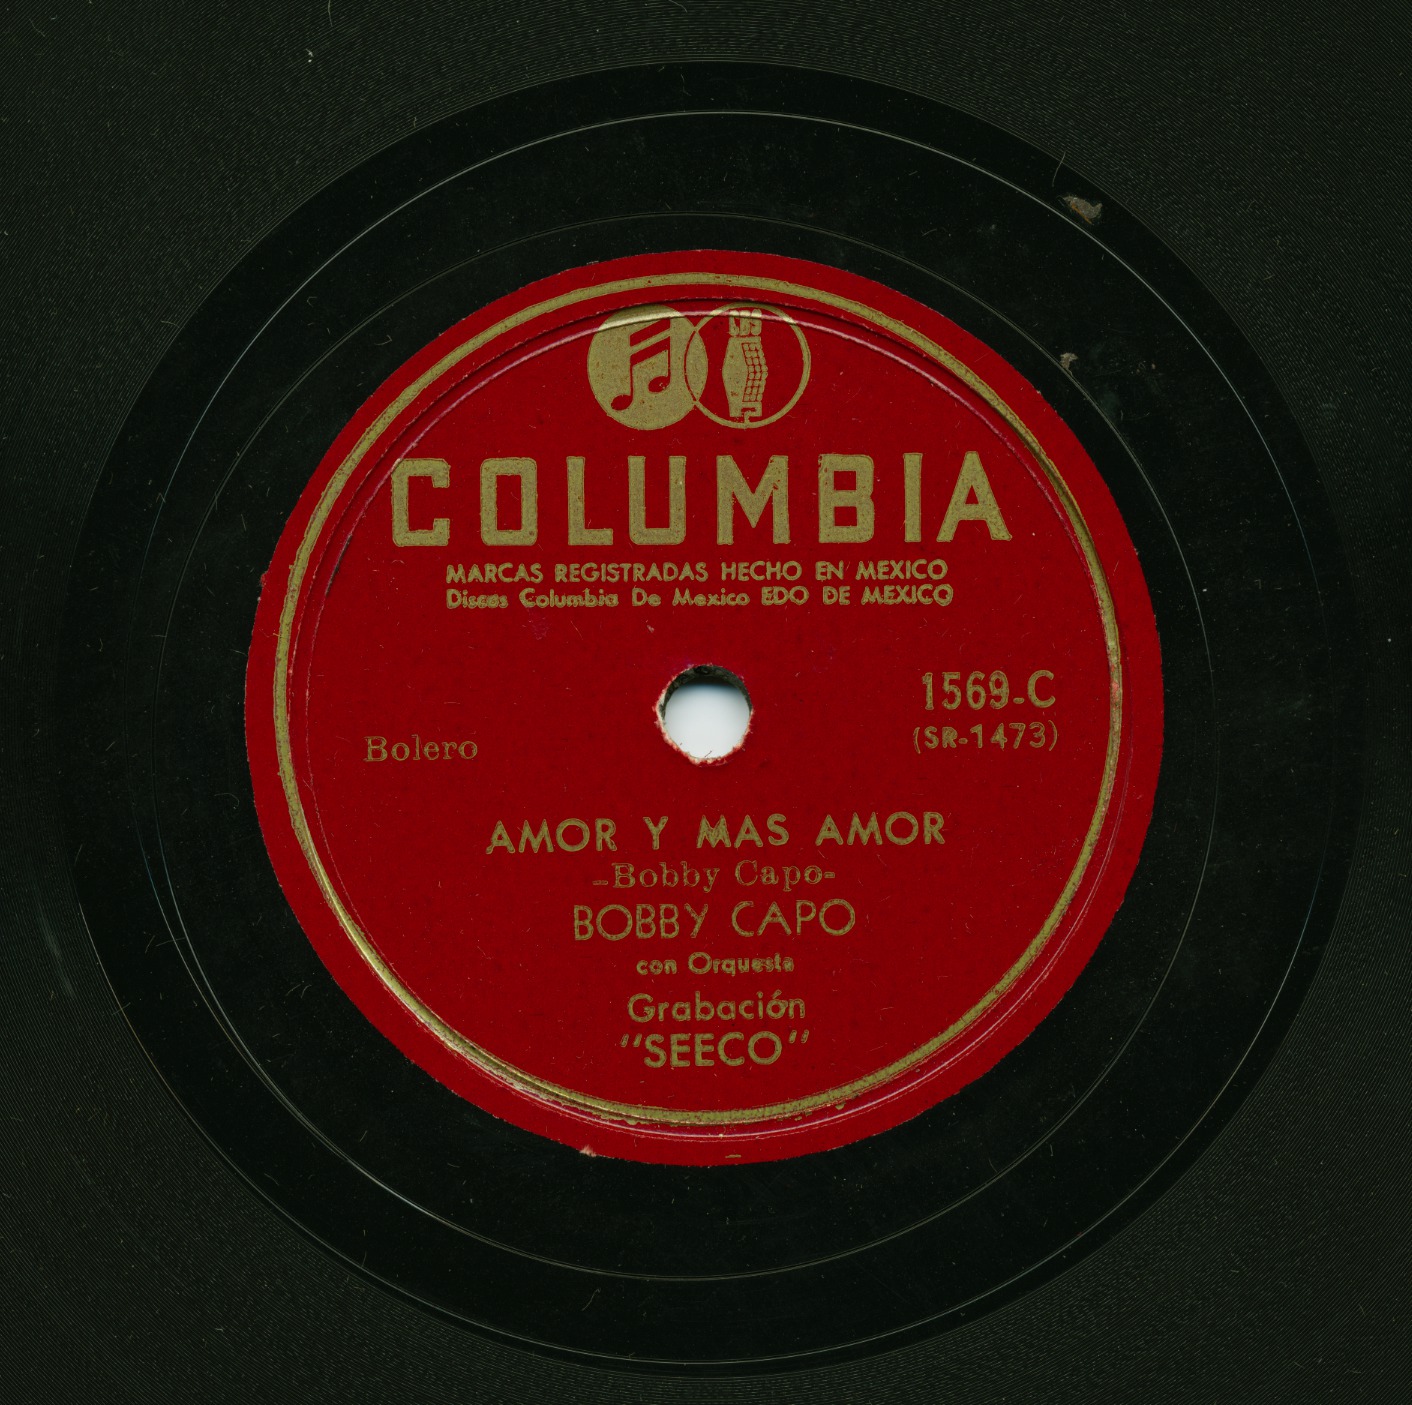 CBS
COLUMBIA
MARCAS REGISTRADAS HECHO EN MEXICO
Discos Columbia De Mexico EDO DE MEXICO
1569-C
(SR-1473)
Bolero
AMOR Y MAS AMOR
-Bobby Capo-
BOBBY CAPO
con Orquesta
Grabación
"SEECO"